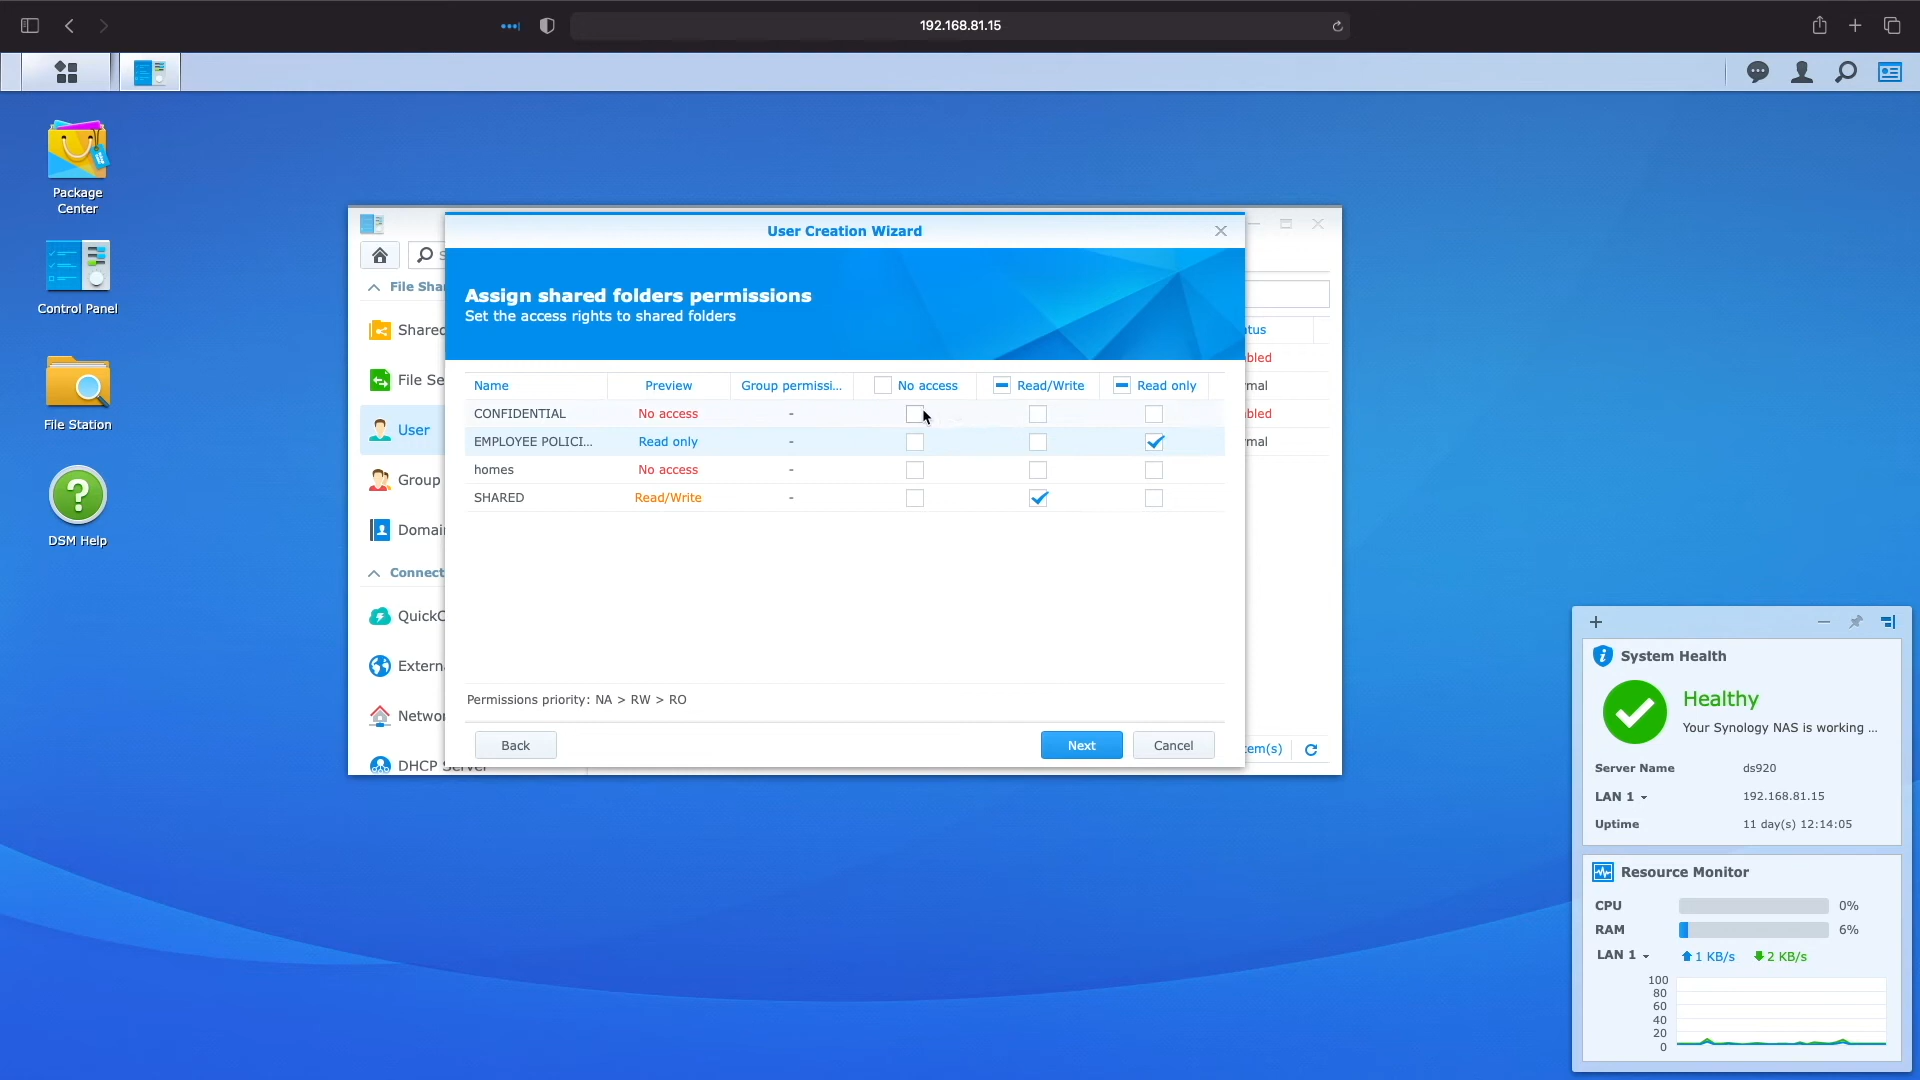 192.168.81.15
Package
Center
Control Panel
File Station
DSM Help
User Creation Wizard
Assign shared folders permissions
Set the access rights to shared folders
File Sha
Shared
File Se
User
Group
Domai
Connect
QuickC
Extern
Networ
DHCP Server
S
Name Preview Group permissi... No access Read/Write Read only
CONFIDENTIAL No access -
EMPLOYEE POLICI... Read only -
homes No access -
SHARED Read/Write -
Permissions priority: NA > RW > RO
Back Next Cancel
tus
bled
mal
bled
mal
em(s)
System Health
Healthy
Your Synology NAS is working ...
Server Name ds920
LAN 1 192.168.81.15
Uptime 11 day(s) 12:14:05
Resource Monitor
CPU 0%
RAM 6%
LAN 1 1 KB/s 2 KB/s
100
80
60
40
20
0